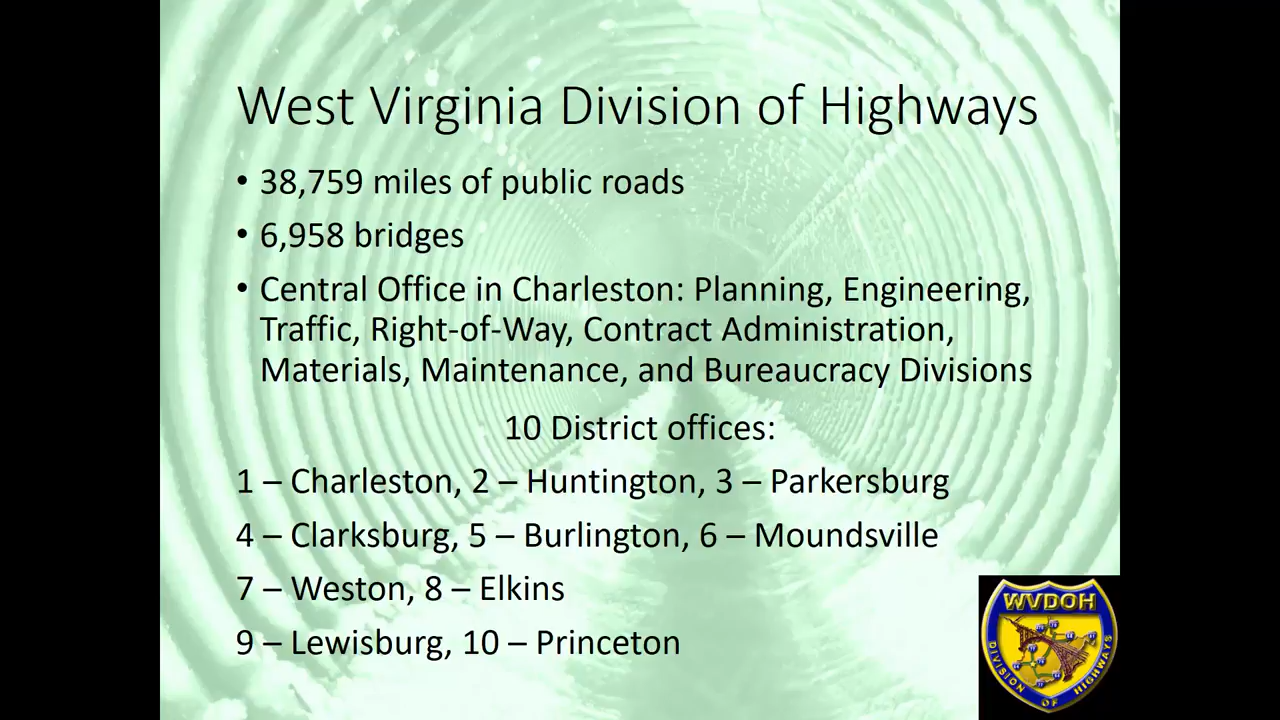 West Virginia Division of Highways
• 38,759 miles of public roads
• 6,958 bridges
• Central Office in Charleston: Planning, Engineering,
Traffic, Right-of-Way, Contract Administration,
Materials, Maintenance, and Bureaucracy Divisions
10 District offices:
1 – Charleston, 2 – Huntington, 3 – Parkersburg
4 – Clarksburg, 5 – Burlington, 6 – Moundsville
7 – Weston, 8 – Elkins
9 – Lewisburg, 10 – Princeton
WVDOH
DIVISION OF HIGHWAYS